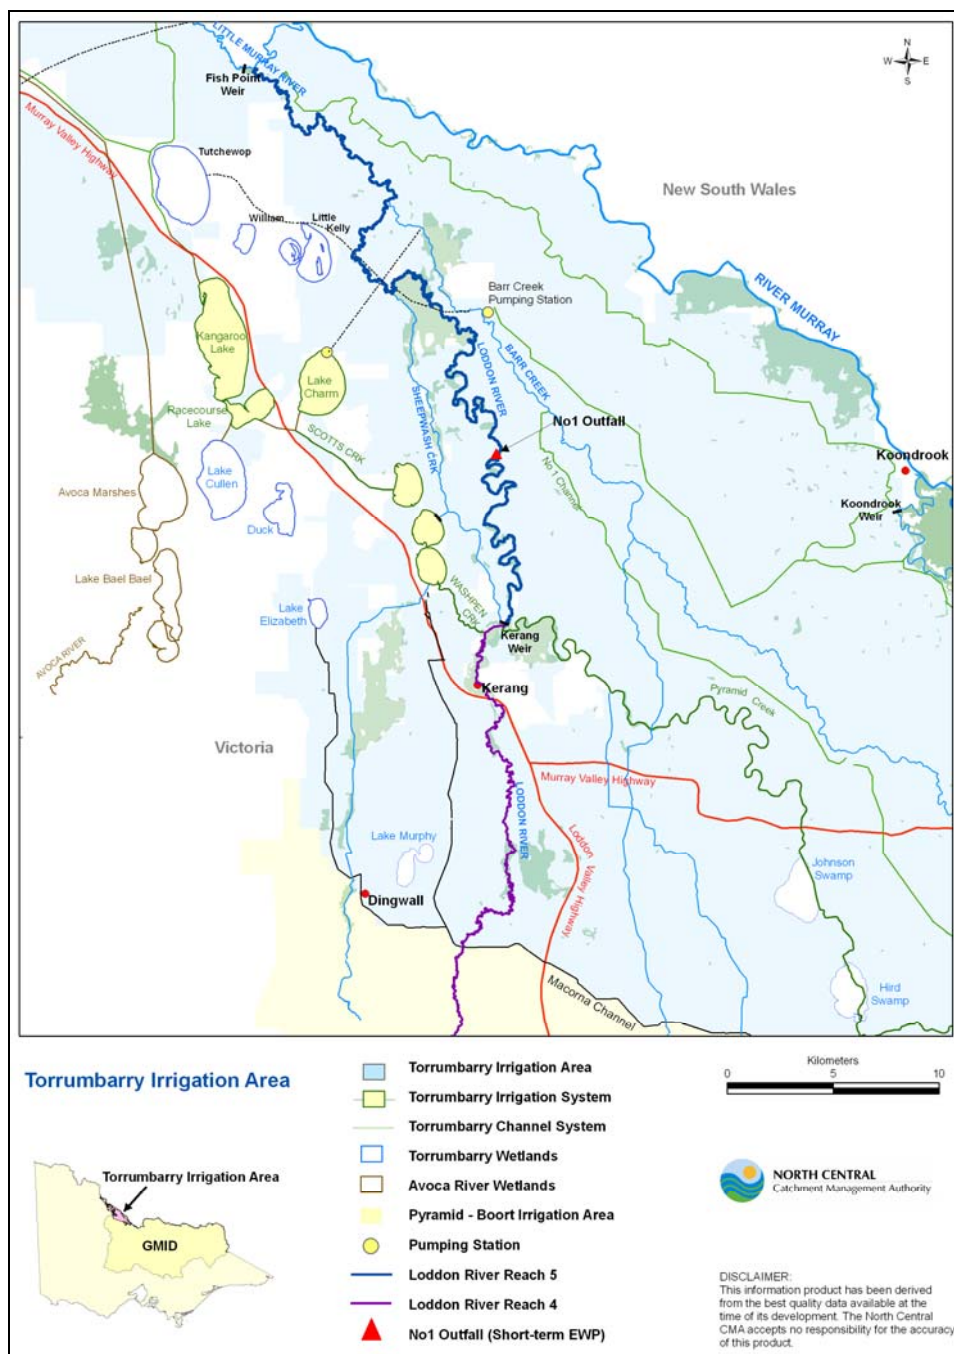 N
W E
S
LITTLE MURRAY RIVER
Fish Point
Weir
Murray Valley Highway
Tutchewop
William
Little
Kelly
New South Wales
RIVER MURRAY
Barr Creek
Pumping Station
Kangaroo
Lake
Lake
Charm
Racecourse
Lake
SCOTTS CRK
SHEEPWASH CRK
LODDON RIVER
BARR CREEK
No1 Outfall
No 1 Channel
Koondrook
Koondrook
Weir
Lake
Cullen
Avoca Marshes
Duck
Lake Bael Bael
Lake
Elizabeth
AVOCA RIVER
WASHPEN
CRK
Kerang
Weir
Kerang
Pyramid Creek
Victoria
Murray Valley Highway
LODDON RIVER
Loddon Valley Highway
Lake Murphy
Johnson
Swamp
Dingwall
Hird
Swamp
Macorna Channel
Torrumbarry Irrigation Area
Torrumbarry Irrigation Area
GMID
Torrumbarry Irrigation Area
Torrumbarry Irrigation System
Torrumbarry Channel System
Torrumbarry Wetlands
Avoca River Wetlands
Pyramid - Boort Irrigation Area
Pumping Station
Loddon River Reach 5
Loddon River Reach 4
No1 Outfall (Short-term EWP)
Kilometers
0 5 10
NORTH CENTRAL
Catchment Management Authority
DISCLAIMER:
This information product has been derived
from the best quality data available at the
time of its development. The North Central
CMA accepts no responsibility for the accuracy
of this product.